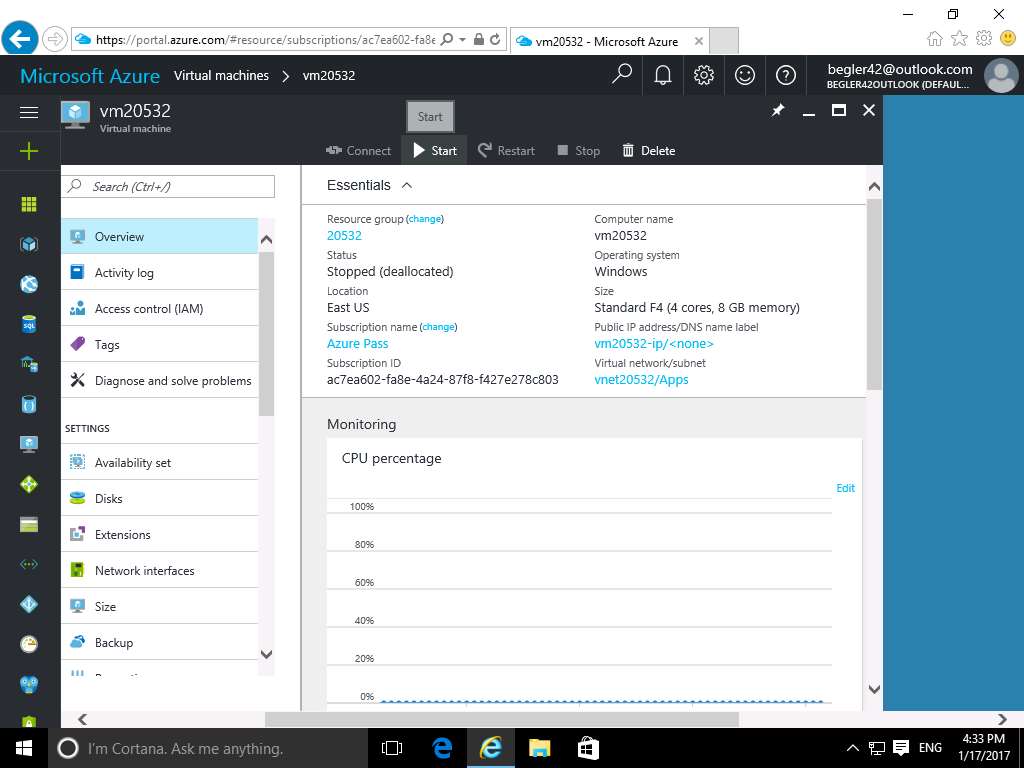 https://portal.azure.com/#resource/subscriptions/ac7ea602-fa8
vm20532 - Microsoft Azure
Microsoft Azure Virtual machines > vm20532
begler42@outlook.com
BEGLER42OUTLOOK (DEFAUL...
vm20532
Virtual machine
Start
Connect Start Restart Stop Delete
Search (Ctrl+/)
Overview
Activity log
Access control (IAM)
Tags
Diagnose and solve problems
SETTINGS
Availability set
Disks
Extensions
Network interfaces
Size
Backup
Essentials
Resource group (change)
20532
Status
Stopped (deallocated)
Location
East US
Subscription name (change)
Azure Pass
Subscription ID
ac7ea602-fa8e-4a24-87f8-f427e278c803
Computer name
vm20532
Operating system
Windows
Size
Standard F4 (4 cores, 8 GB memory)
Public IP address/DNS name label
vm20532-ip/<none>
Virtual network/subnet
vnet20532/Apps
Monitoring
CPU percentage
Edit
100%
80%
60%
40%
20%
0%
I'm Cortana. Ask me anything.
ENG
4:33 PM
1/17/2017